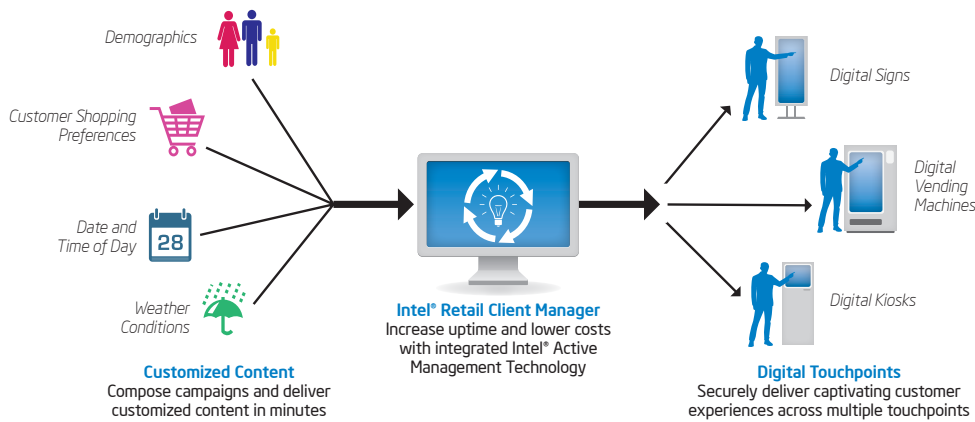 Demographics
Customer Shopping
Preferences
Date and
Time of Day
28
Weather
Conditions
Customized Content
Compose campaigns and deliver
customized content in minutes
Intel® Retail Client Manager
Increase uptime and lower costs
with integrated Intel® Active
Management Technology
Digital Signs
Digital
Vending
Machines
Digital Kiosks
Digital Touchpoints
Securely deliver captivating customer
experiences across multiple touchpoints